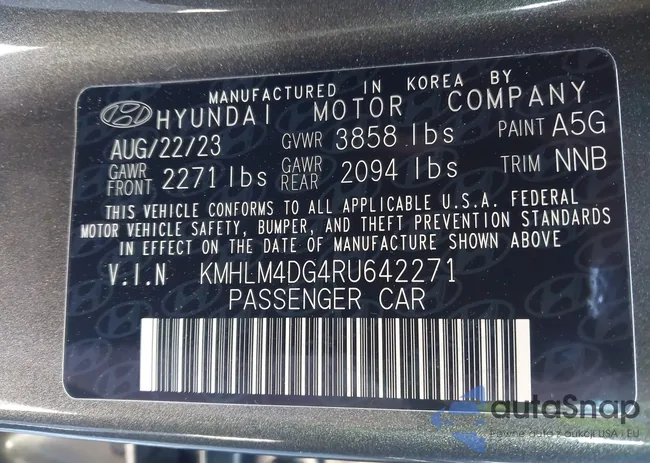 MANUFACTURED IN KOREA BY
HYUNDAI MOTOR COMPANY
AUG/22/23 GVWR 3858 lbs PAINT A5G
GAWR FRONT 2271 lbs GAWR REAR 2094 lbs TRIM NNB
THIS VEHICLE CONFORMS TO ALL APPLICABLE U.S.A. FEDERAL
MOTOR VEHICLE SAFETY, BUMPER, AND THEFT PREVENTION STANDARDS
IN EFFECT ON THE DATE OF MANUFACTURE SHOWN ABOVE
V.I.N KMHLM4DG4RU642271
PASSENGER CAR
autoSnap
USA i EU